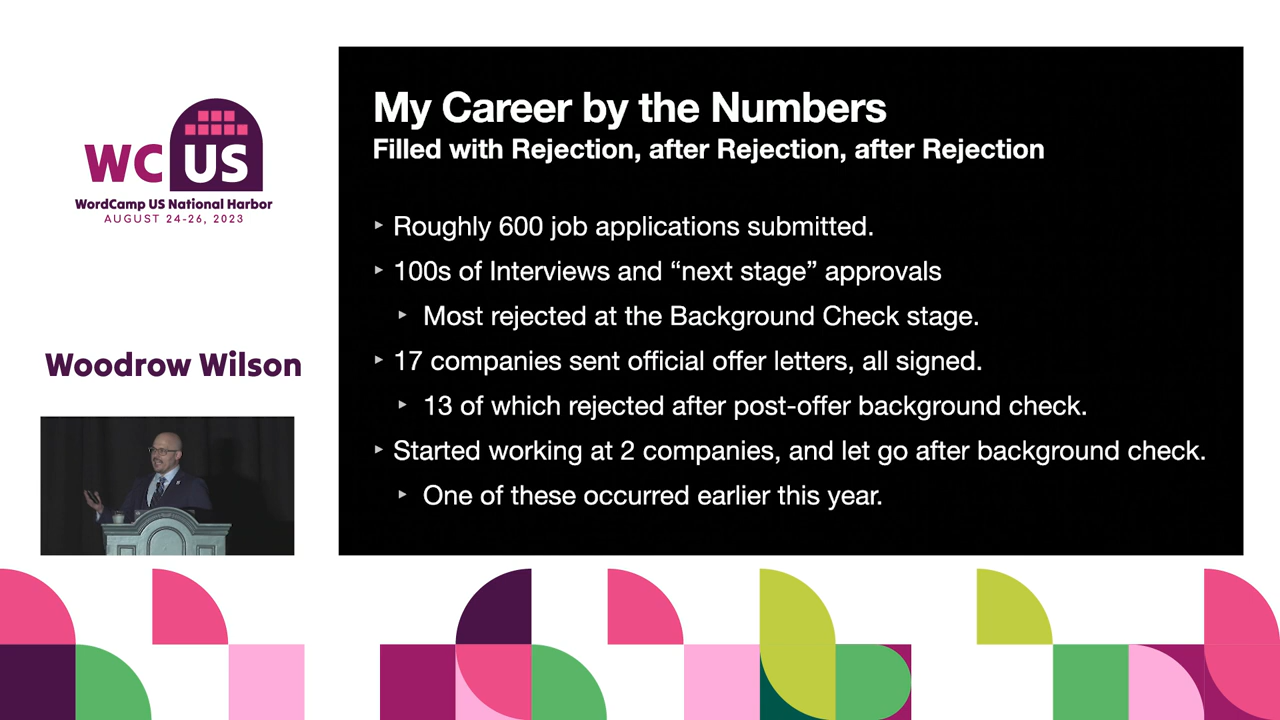 WC US
WordCamp US National Harbor
AUGUST 24-26, 2023
Woodrow Wilson
My Career by the Numbers
Filled with Rejection, after Rejection, after Rejection
‣ Roughly 600 job applications submitted.
‣ 100s of Interviews and “next stage” approvals
‣ Most rejected at the Background Check stage.
‣ 17 companies sent official offer letters, all signed.
‣ 13 of which rejected after post-offer background check.
‣ Started working at 2 companies, and let go after background check.
‣ One of these occurred earlier this year.